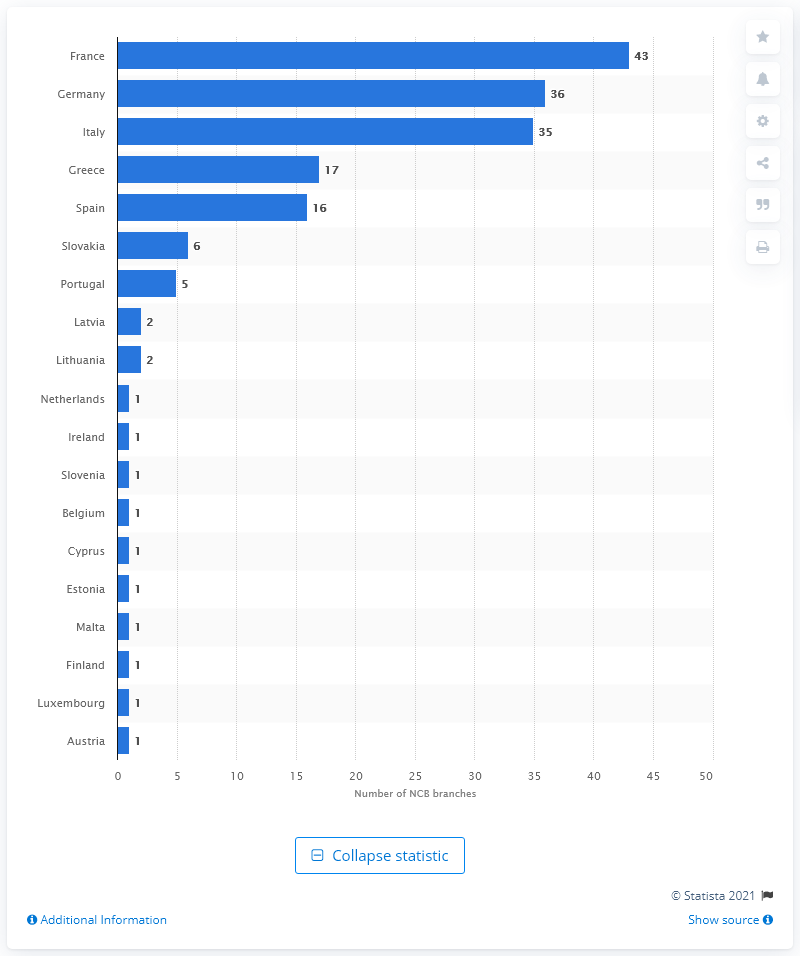 France 43
Germany 36
Italy 35
Greece 17
Spain 16
Slovakia 6
Portugal 5
Latvia 2
Lithuania 2
Netherlands 1
Ireland 1
Slovenia 1
Belgium 1
Cyprus 1
Estonia 1
Malta 1
Finland 1
Luxembourg 1
Austria 1
0 5 10 15 20 25 30 35 40 45 50
Number of NCB branches
Collapse statistic
© Statista 2021
Additional Information
Show source